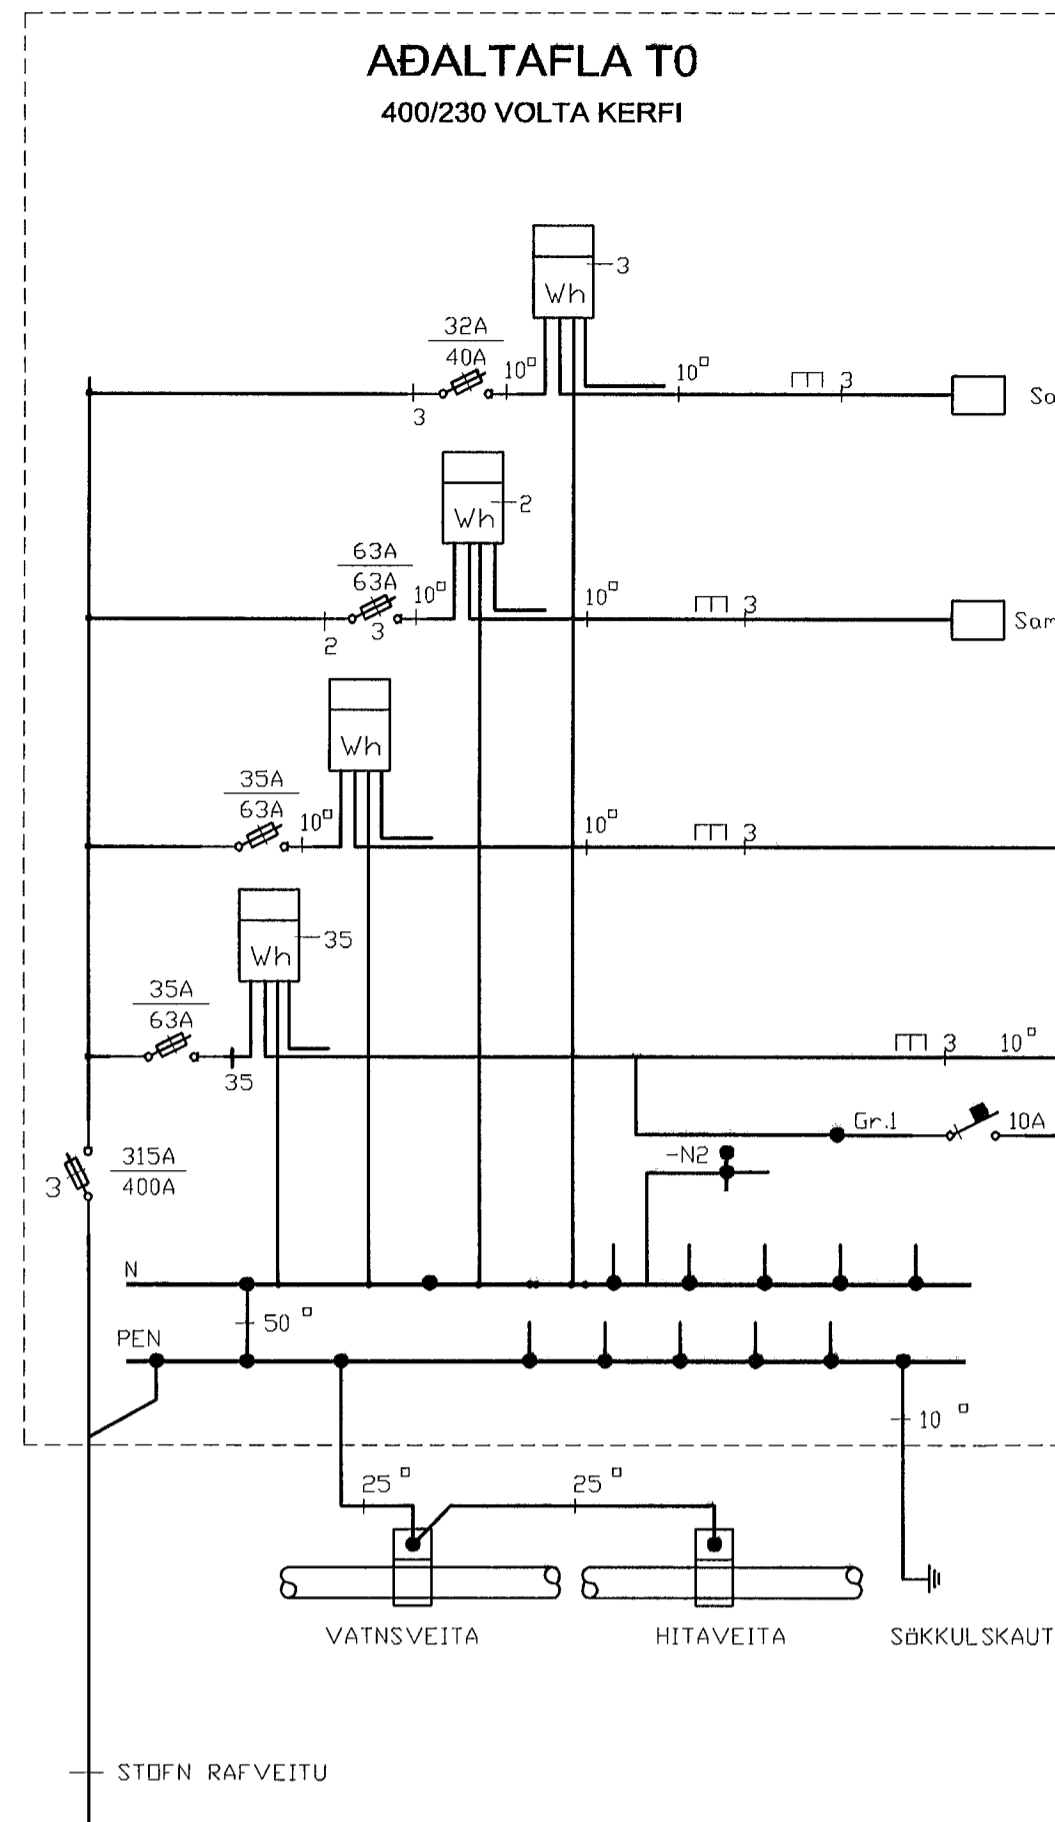 AÐALTAFLA T0
400/230 VOLTA KERFI
3
Wh
32A
40A
10□
10□
3
3
Sa
2
Wh
63A
63A
10□
10□
3
3
2
Sam
Wh
35A
63A
10□
10□
3
35
Wh
35A
63A
3
10□
35
Gr.1
10A
-N2
315A
400A
3
N
50 □
PEN
10 □
25 □
25 □
VATNSVEITA
HITAVEITA
SÖKKULSKAUT
STOFN RAFVEITU